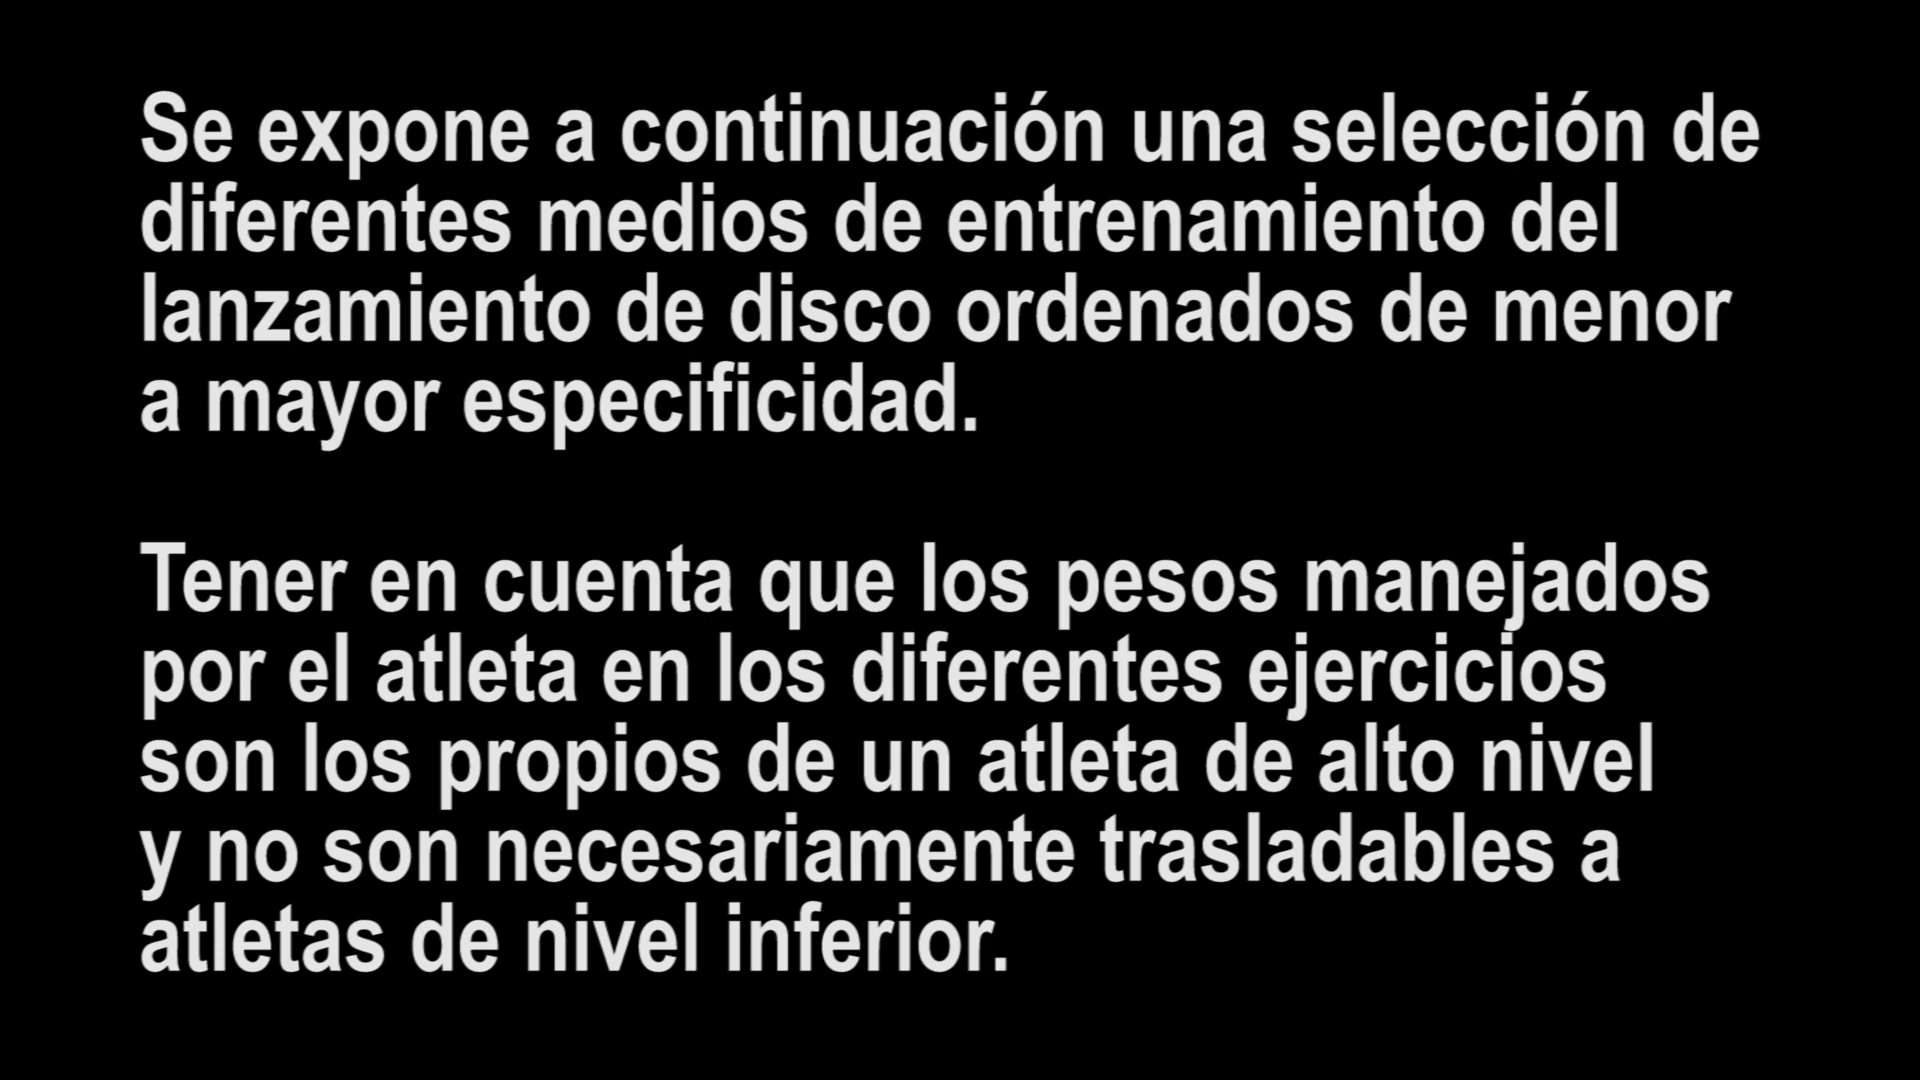 Se expone a continuación una selección de
diferentes medios de entrenamiento del
lanzamiento de disco ordenados de menor
a mayor especificidad.
Tener en cuenta que los pesos manejados
por el atleta en los diferentes ejercicios
son los propios de un atleta de alto nivel
y no son necesariamente trasladables a
atletas de nivel inferior.